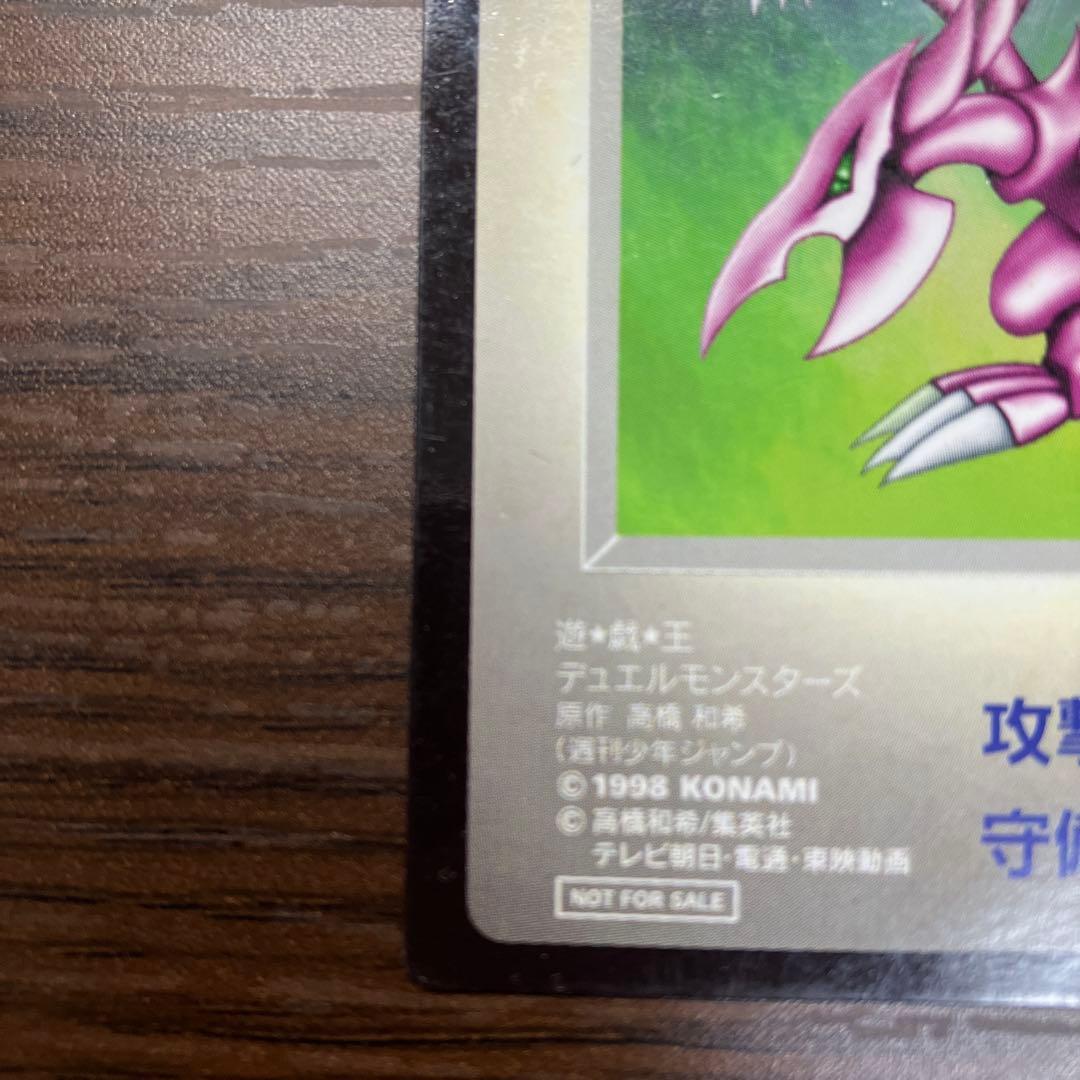 遊★戯★王
デュエルモンスターズ
原作 高橋 和希
(週刊少年ジャンプ)
©1998 KONAMI
©高橋和希/集英社
テレビ朝日・電通・東映動画
NOT FOR SALE
攻撃
守備